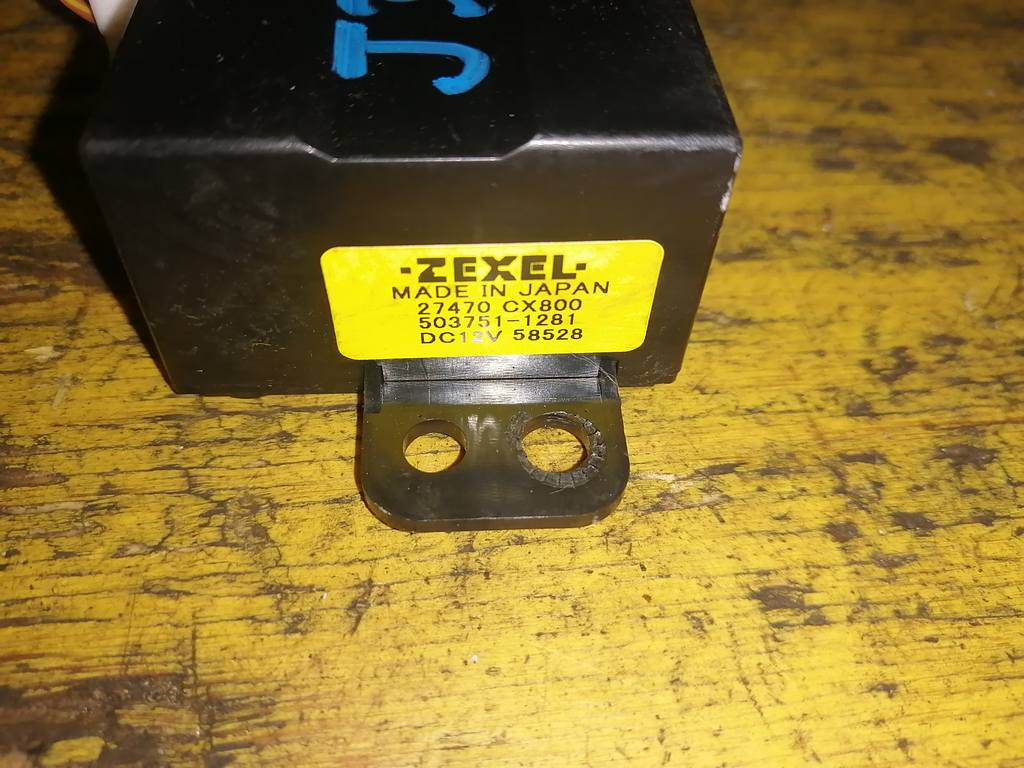 -ZEXEL-
MADE IN JAPAN
27470 CX800
503751-1281
DC12V 58528